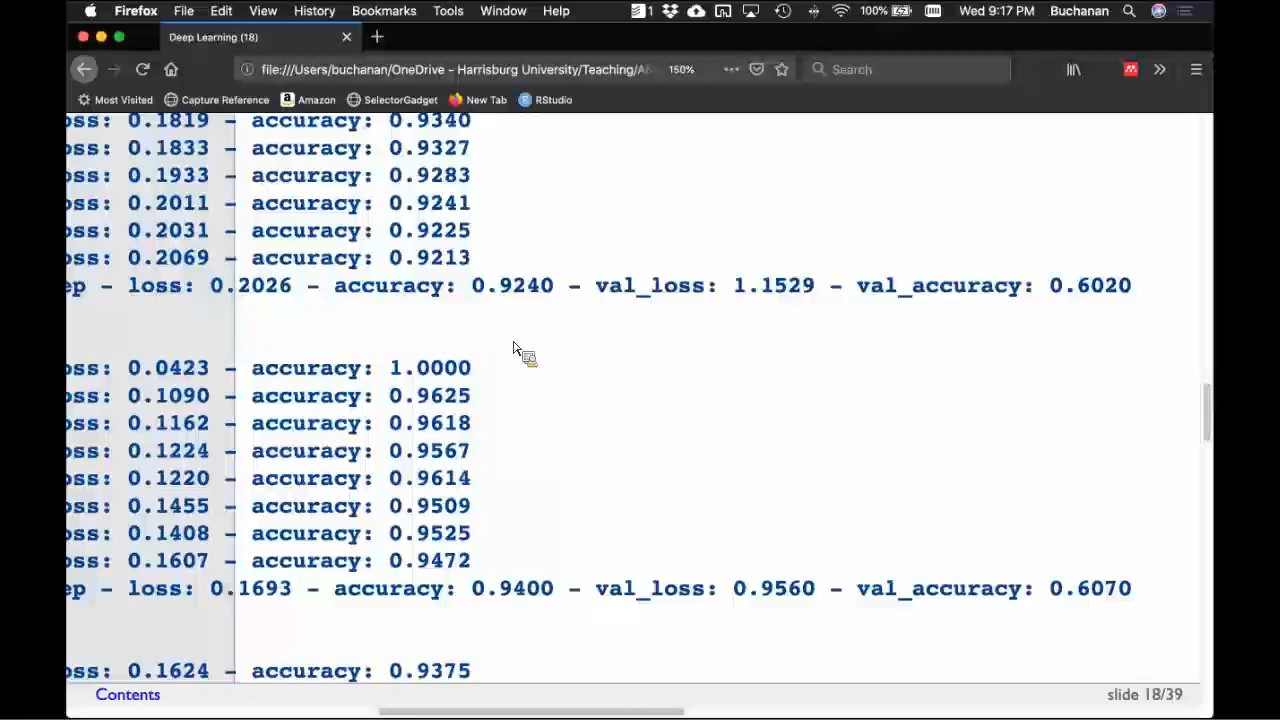 Firefox File Edit View History Bookmarks Tools Window Help 1 100% Wed 9:17 PM Buchanan
Deep Learning (18)
file:///Users/buchanan/OneDrive - Harrisburg University/Teaching/ 150% Search
Most Visited Capture Reference Amazon SelectorGadget New Tab RStudio
oss: 0.1819 - accuracy: 0.9340
oss: 0.1833 - accuracy: 0.9327
oss: 0.1933 - accuracy: 0.9283
oss: 0.2011 - accuracy: 0.9241
oss: 0.2031 - accuracy: 0.9225
oss: 0.2069 - accuracy: 0.9213
ep - loss: 0.2026 - accuracy: 0.9240 - val_loss: 1.1529 - val_accuracy: 0.6020
oss: 0.0423 - accuracy: 1.0000
oss: 0.1090 - accuracy: 0.9625
oss: 0.1162 - accuracy: 0.9618
oss: 0.1224 - accuracy: 0.9567
oss: 0.1220 - accuracy: 0.9614
oss: 0.1455 - accuracy: 0.9509
oss: 0.1408 - accuracy: 0.9525
oss: 0.1607 - accuracy: 0.9472
ep - loss: 0.1693 - accuracy: 0.9400 - val_loss: 0.9560 - val_accuracy: 0.6070
oss: 0.1624 - accuracy: 0.9375
Contents slide 18/39